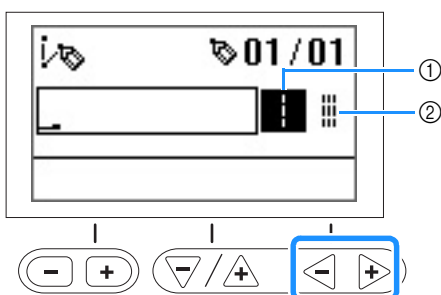 01/01
①
②
- + / + +